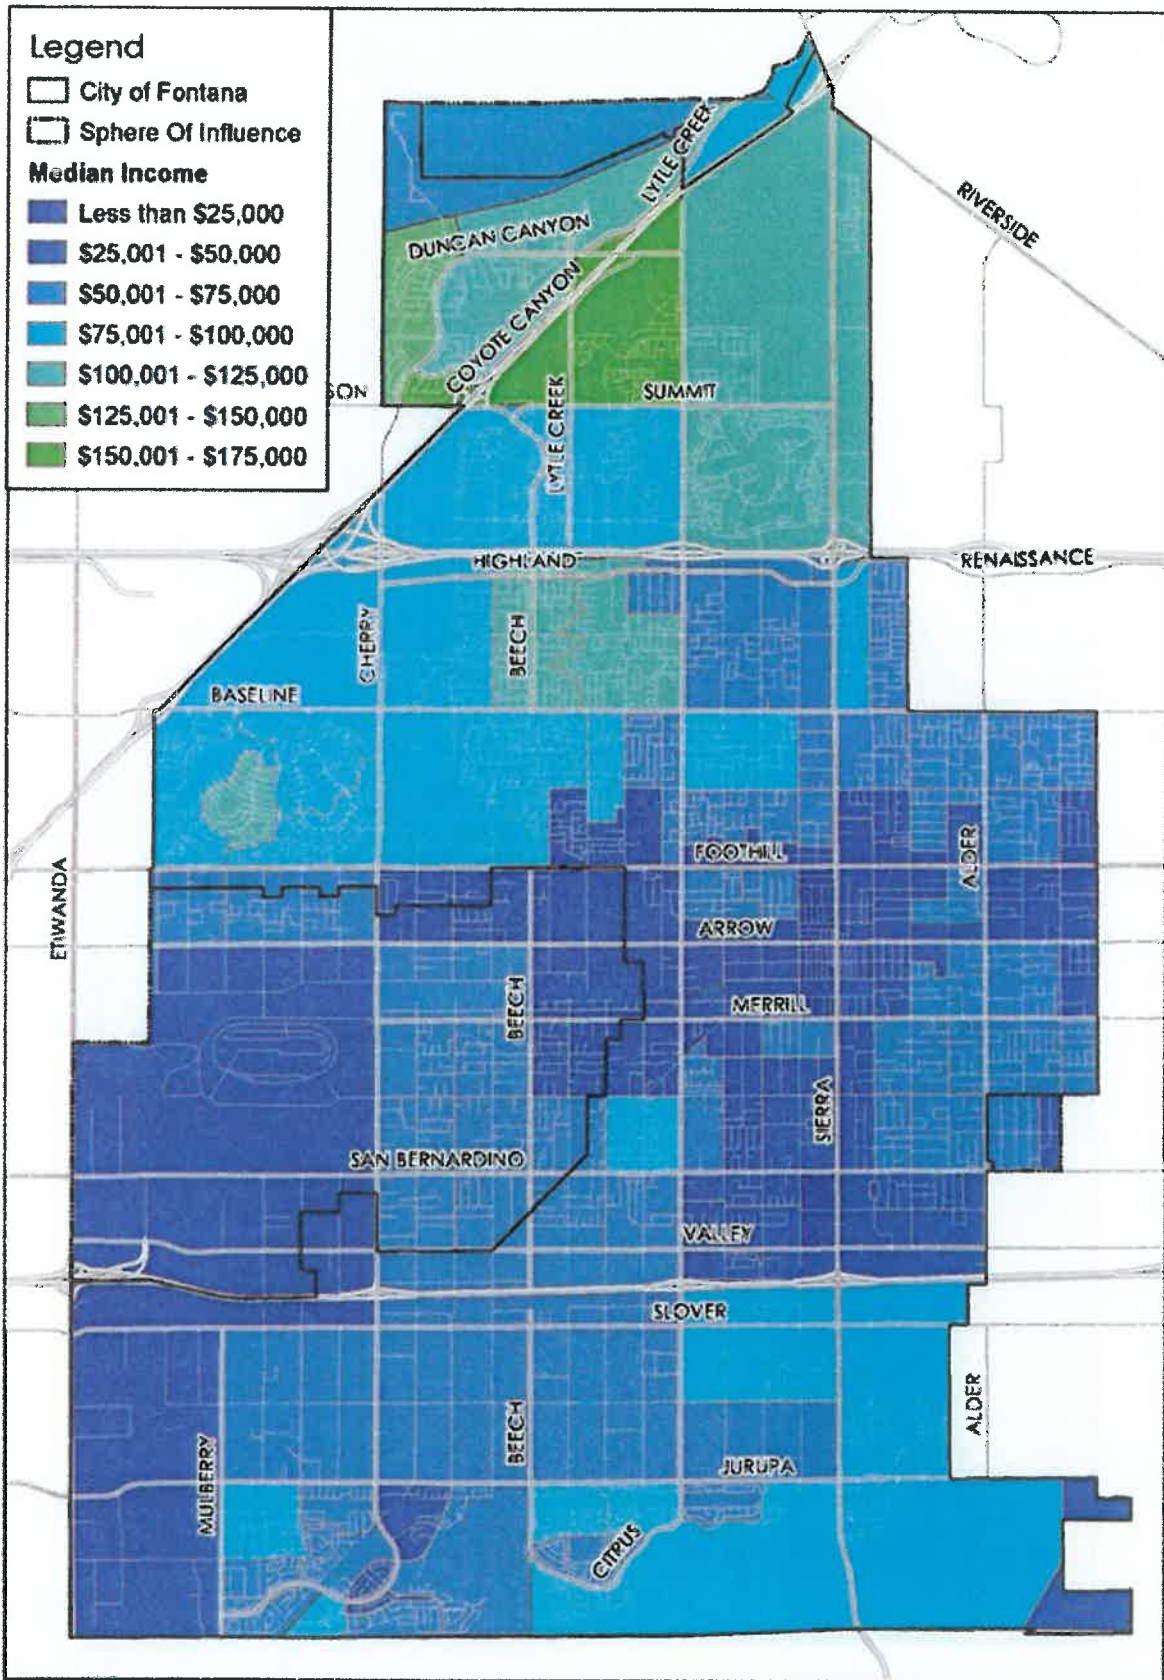 Legend
City of Fontana
Sphere Of Influence
Median Income
Less than $25,000
$25,001 - $50,000
$50,001 - $75,000
$75,001 - $100,000
$100,001 - $125,000
$125,001 - $150,000
$150,001 - $175,000
LYTLE CREEK
RIVERSIDE
DUNCAN CANYON
COYOTE CANYON
SON
SUMMIT
LYTLE CREEK
HIGHLAND
RENAISSANCE
CHERRY
BEECH
BASELINE
FOOTHILL
ALDER
ETIWANDA
ARROW
BEECH
MERRILL
SIERRA
SAN BERNARDINO
VALLEY
SLOVER
ALDER
BEECH
MULBERRY
JURUPA
CITRUS